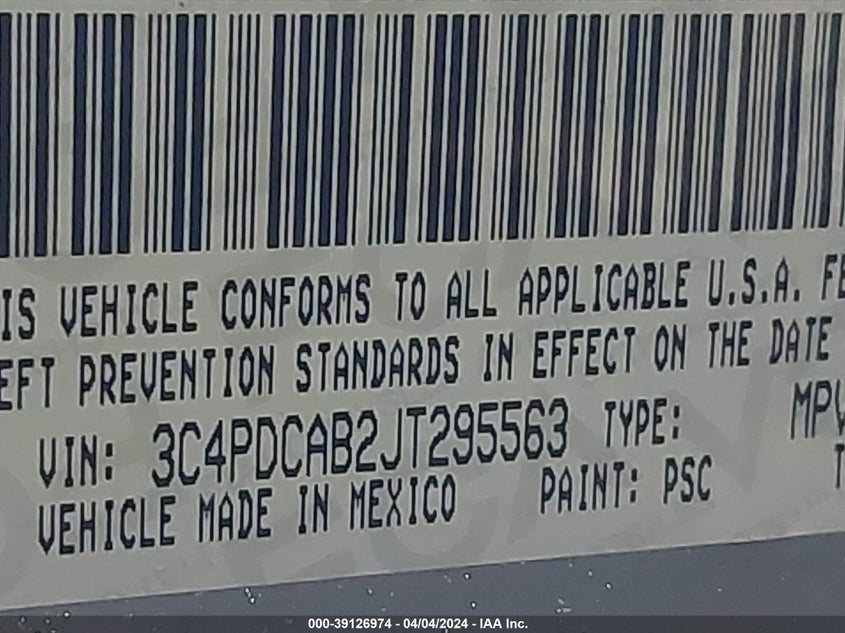 IS VEHICLE CONFORMS TO ALL APPLICABLE U.S.A. FE
EFT PREVENTION STANDARDS IN EFFECT ON THE DATE
VIN: 3C4PDCAB2JT295563 TYPE: MPV
VEHICLE MADE IN MEXICO PAINT: PSC T
000-39126974 - 04/04/2024 - IAA Inc.